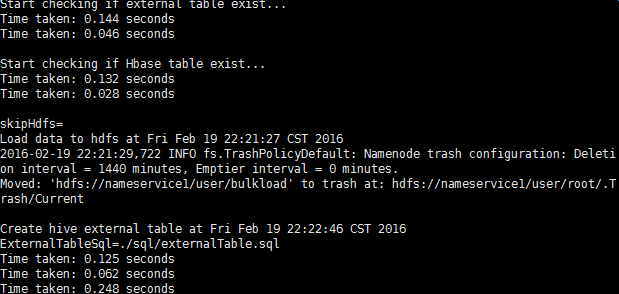 Start checking if external table exist...
Time taken: 0.144 seconds
Time taken: 0.046 seconds
Start checking if Hbase table exist...
Time taken: 0.132 seconds
Time taken: 0.028 seconds
skipHdfs=
Load data to hdfs at Fri Feb 19 22:21:27 CST 2016
2016-02-19 22:21:29,722 INFO fs.TrashPolicyDefault: Namenode trash configuration: Deleti
on interval = 1440 minutes, Emptier interval = 0 minutes.
Moved: 'hdfs://nameservice1/user/bulkload' to trash at: hdfs://nameservice1/user/root/.T
rash/Current
Create hive external table at Fri Feb 19 22:22:46 CST 2016
ExternalTableSql=./sql/externalTable.sql
Time taken: 0.125 seconds
Time taken: 0.062 seconds
Time taken: 0.248 seconds